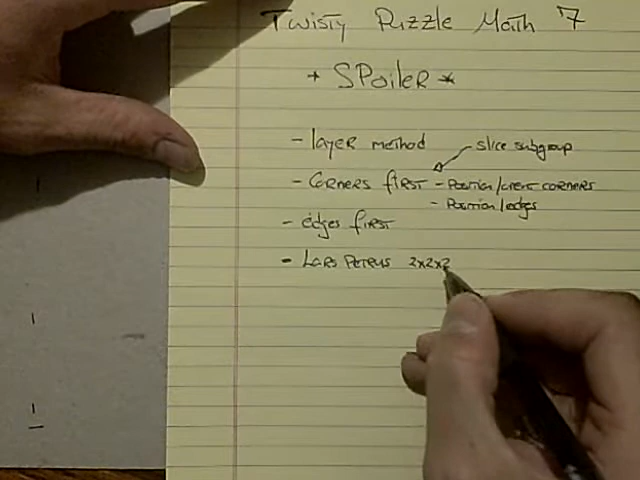 Twisty Puzzle Math 7
* SPoileR *
- layer method
slice subgroup
- Corners first - Position/orient corners
- Position/edges
- edges first
- Lars Petrus 2x2x2